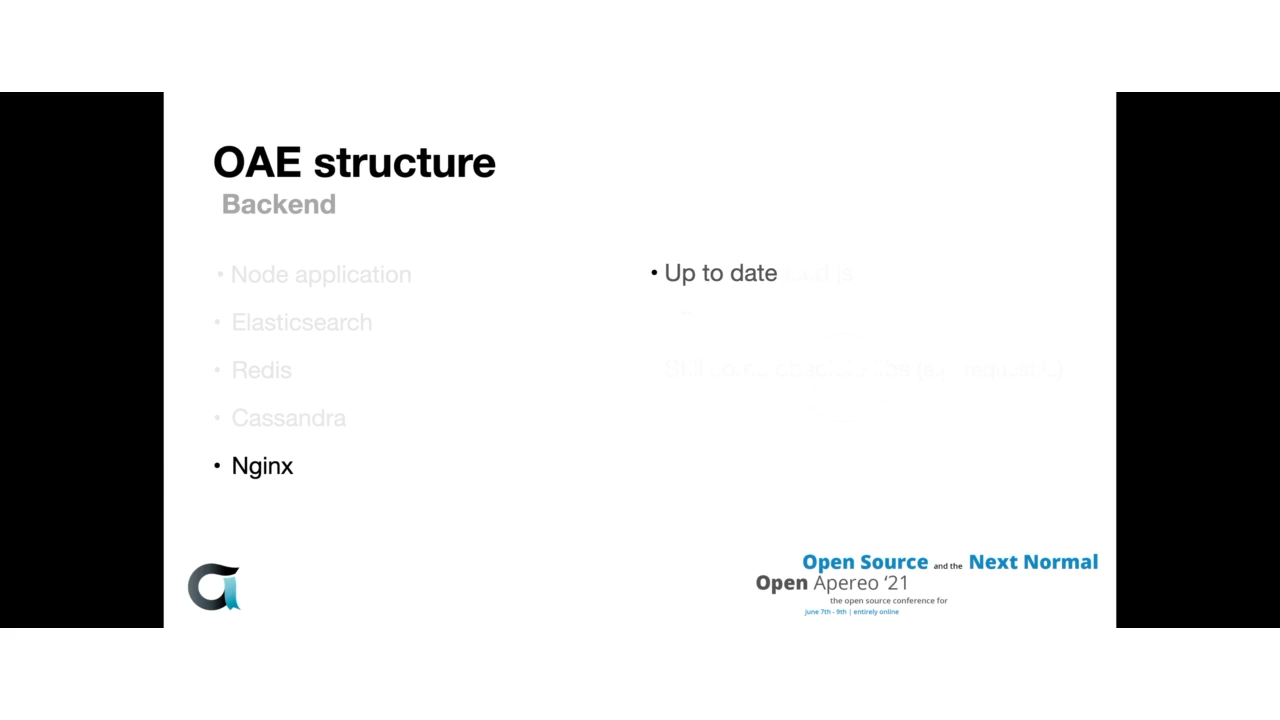 OAE structure
Backend
• Node application
• Elasticsearch
• Redis
• Cassandra
• Nginx
• Up to date
Open Source and the Next Normal
Open Apereo ‘21
the open source conference for
june 7th - 9th | entirely online